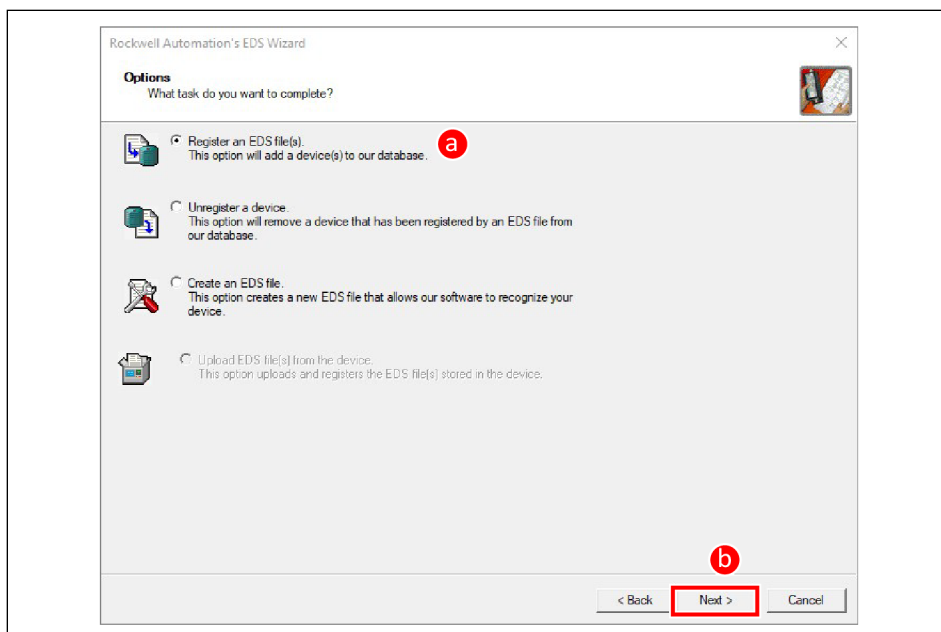 Rockwell Automation's EDS Wizard
Options
What task do you want to complete?
Register an EDS file(s).
This option will add a device(s) to our database.
a
Unregister a device.
This option will remove a device that has been registered by an EDS file from
our database.
Create an EDS file.
This option creates a new EDS file that allows our software to recognize your
device.
Upload EDS file(s) from the device.
This option uploads and registers the EDS file(s) stored in the device.
b
< Back Next > Cancel